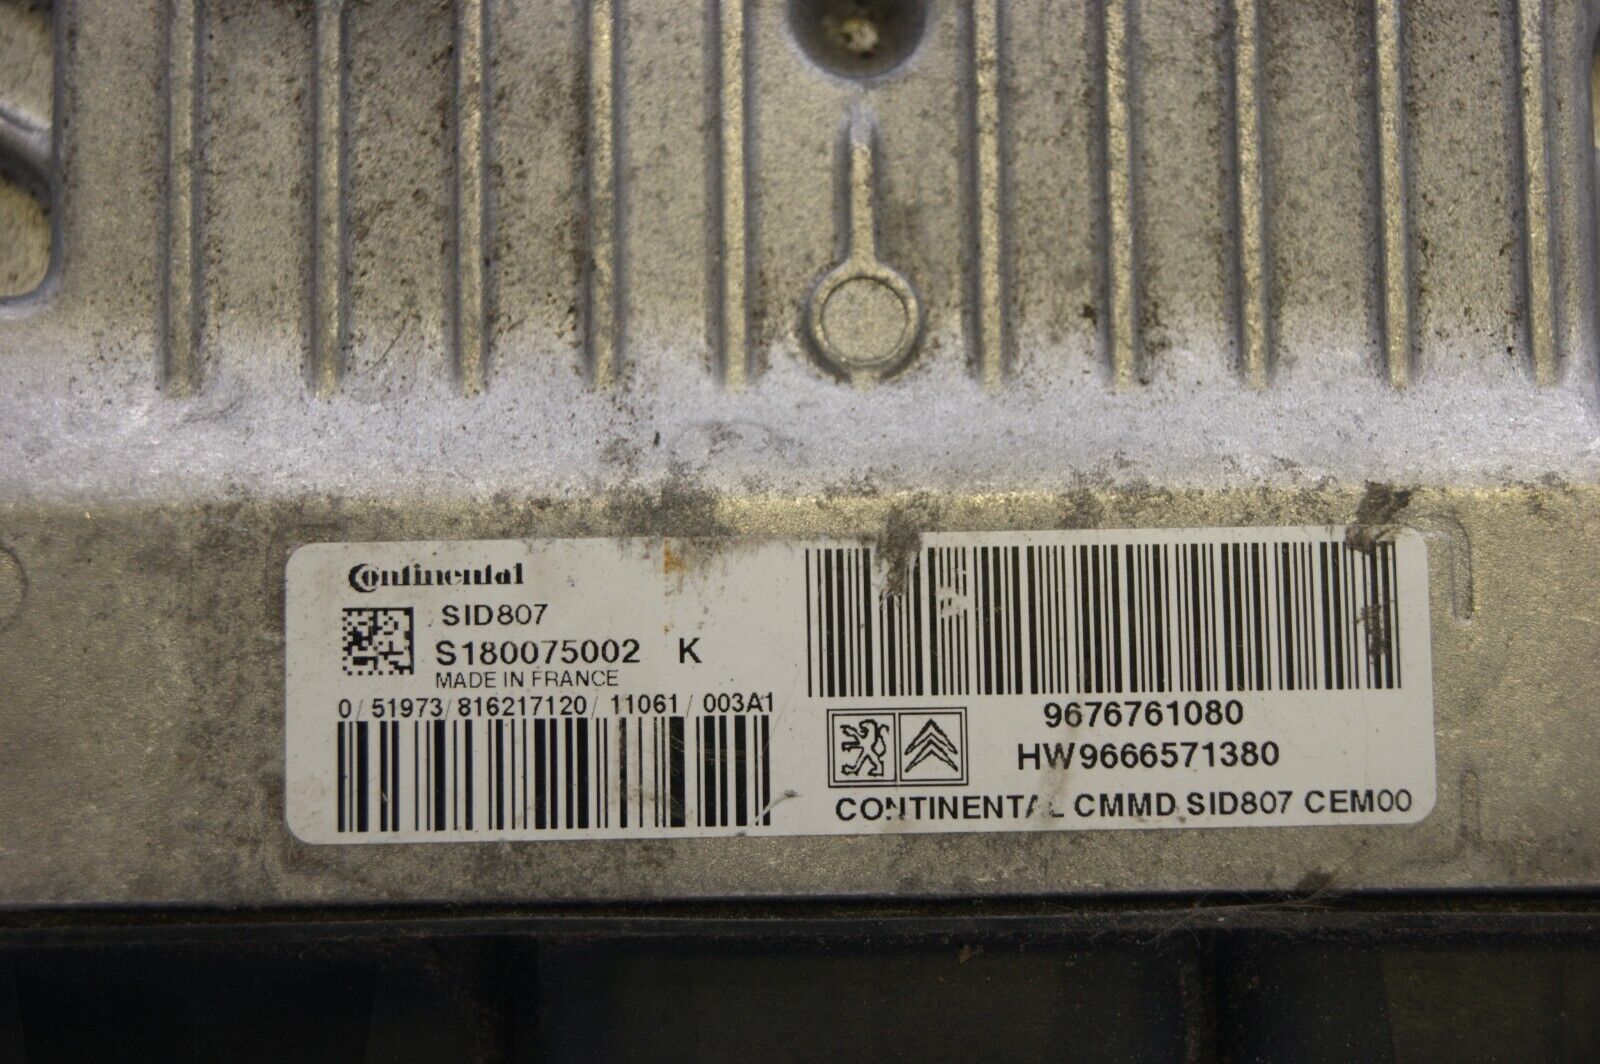 Continental
SID807
S180075002 K
MADE IN FRANCE
0/51973/816217120/11061/003A1
9676761080
HW9666571380
CONTINENTAL CMMD SID807 CEM00